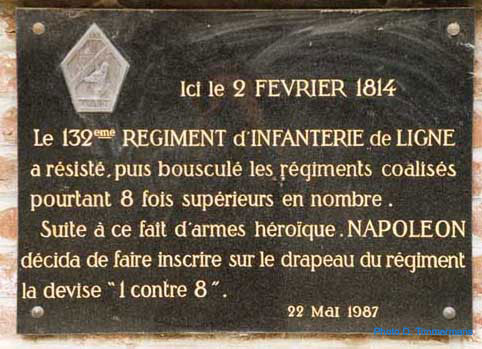 Ici le 2 FEVRIER 1814
Le 132ème REGIMENT d'INFANTERIE de LIGNE
a résisté, puis bousculé les régiments coalisés
pourtant 8 fois supérieurs en nombre.
Suite à ce fait d'armes héroïque. NAPOLEON
décida de faire inscrire sur le drapeau du régiment
la devise "1 contre 8".
22 MAI 1987
Photo D.